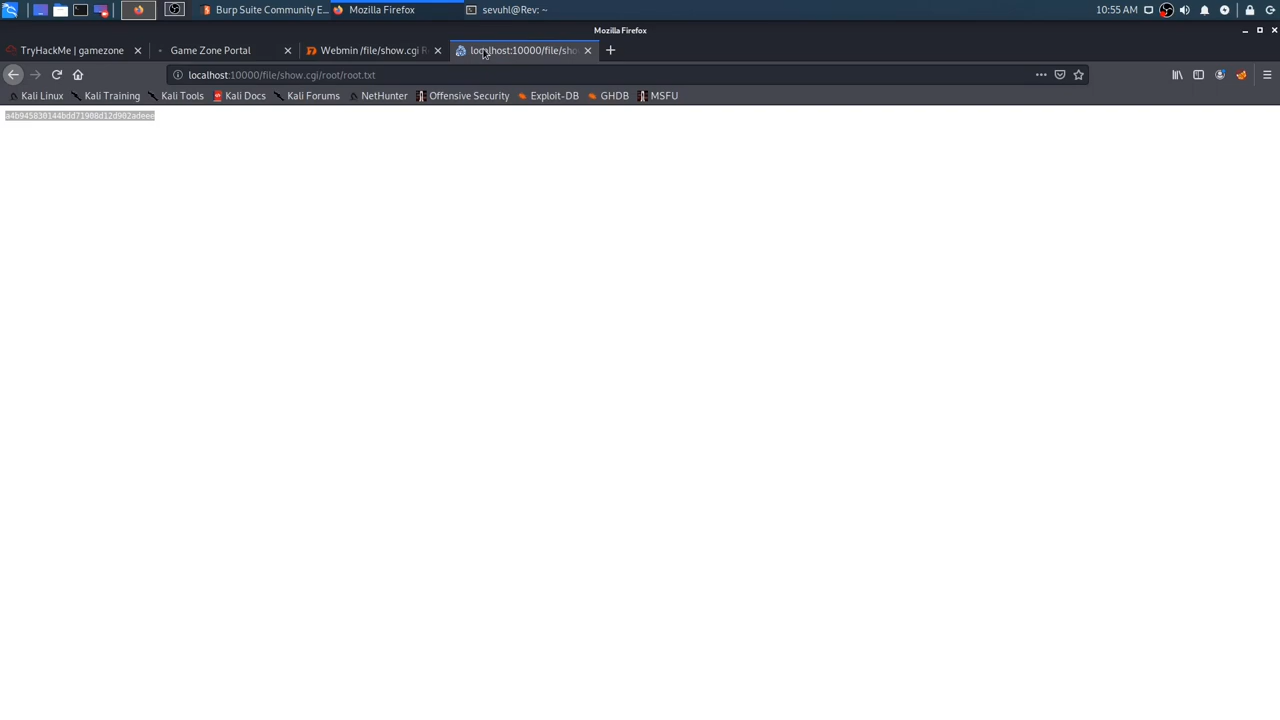 Burp Suite Community E...
Mozilla Firefox
sevuhl@Rev: ~
10:55 AM
Mozilla Firefox
TryHackMe | gamezone
Game Zone Portal
Webmin /file/show.cgi R
localhost:10000/file/sho
localhost:10000/file/show.cgi/root/root.txt
Kali Linux
Kali Training
Kali Tools
Kali Docs
Kali Forums
NetHunter
Offensive Security
Exploit-DB
GHDB
MSFU
a4b945830144bdd71908d12d902adeee